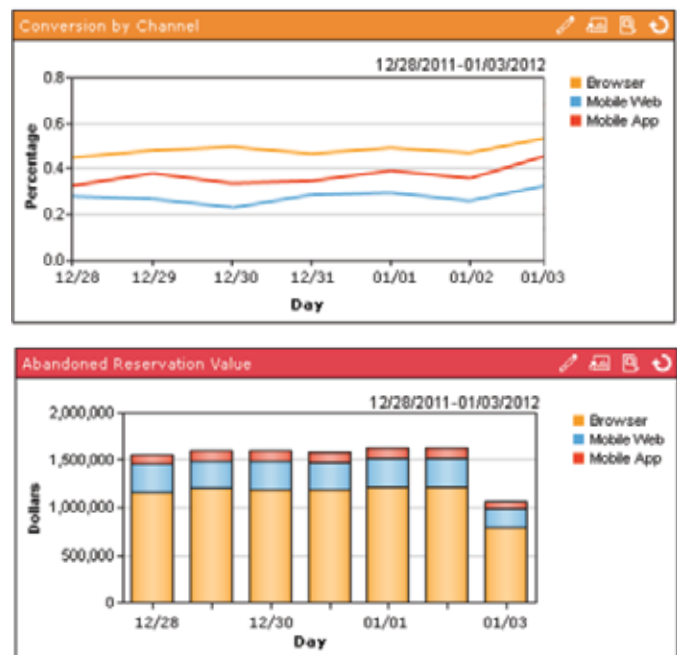 Conversion by Channel
12/28/2011-01/03/2012
0.8
0.6
0.4
0.2
0.0
Percentage
12/28 12/29 12/30 12/31 01/01 01/02 01/03
Day
Browser
Mobile Web
Mobile App
Abandoned Reservation Value
12/28/2011-01/03/2012
2,000,000
1,500,000
1,000,000
500,000
0
Dollars
12/28 12/30 01/01 01/03
Day
Browser
Mobile Web
Mobile App